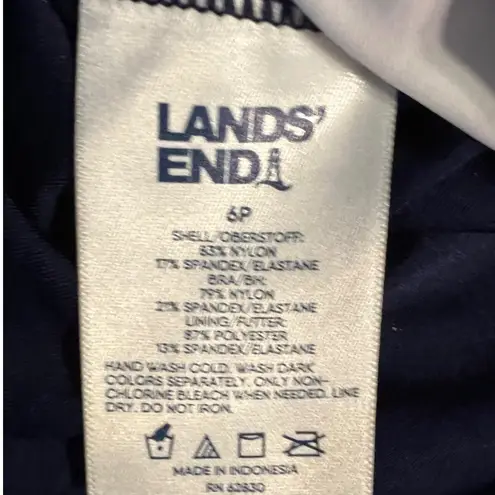 LANDS'
END
6P
SHELL/OBERSTOFF:
83% NYLON
17% SPANDEX/ELASTANE
BRA/BH:
79% NYLON
21% SPANDEX/ELASTANE
LINING/FUTTER:
87% POLYESTER
13% SPANDEX/ELASTANE
HAND WASH COLD. WASH DARK
COLORS SEPARATELY. ONLY NON-
CHLORINE BLEACH WHEN NEEDED. LINE
DRY. DO NOT IRON.
MADE IN INDONESIA
RN 62830